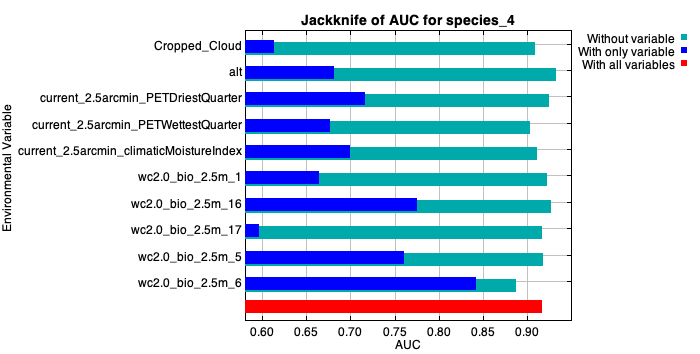 Jackknife of AUC for species_4
Without variable
With only variable
With all variables
Environmental Variable
Cropped_Cloud
alt
current_2.5arcmin_PETDriestQuarter
current_2.5arcmin_PETWettestQuarter
current_2.5arcmin_climaticMoistureIndex
wc2.0_bio_2.5m_1
wc2.0_bio_2.5m_16
wc2.0_bio_2.5m_17
wc2.0_bio_2.5m_5
wc2.0_bio_2.5m_6
0.60 0.65 0.70 0.75 0.80 0.85 0.90
AUC